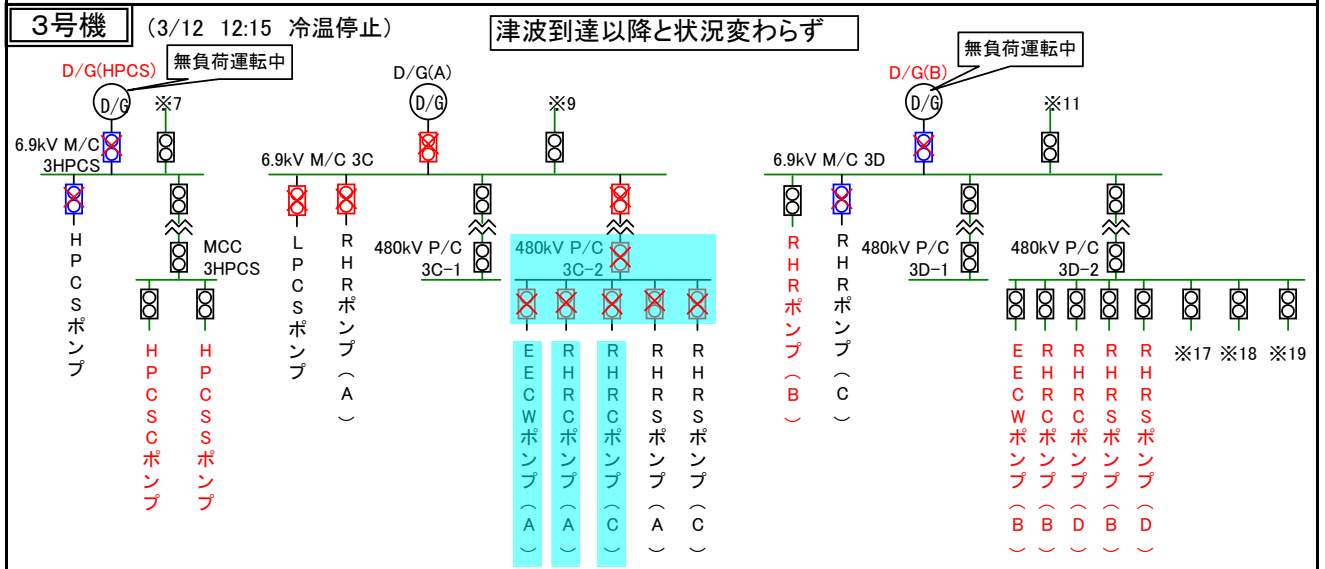 3号機
(3/12 12:15 冷温停止)
津波到達以降と状況変わらず
D/G(HPCS)
無負荷運転中
D/G
※7
6.9kV M/C
3HPCS
HPCSポンプ
MCC
3HPCS
HPCSCポンプ
HPCSSポンプ
D/G(A)
D/G
※9
6.9kV M/C 3C
LPCSポンプ
RHRポンプ(A)
480kV P/C
3C-1
480kV P/C
3C-2
EECWポンプ(A)
RHRCポンプ(A)
RHRCポンプ(C)
RHRSポンプ(A)
RHRSポンプ(C)
D/G(B)
無負荷運転中
D/G
※11
6.9kV M/C 3D
RHRポンプ(B)
RHRポンプ(C)
480kV P/C
3D-1
480kV P/C
3D-2
EECWポンプ(B)
RHRCポンプ(B)
RHRCポンプ(D)
RHRSポンプ(B)
RHRSポンプ(D)
※17
※18
※19